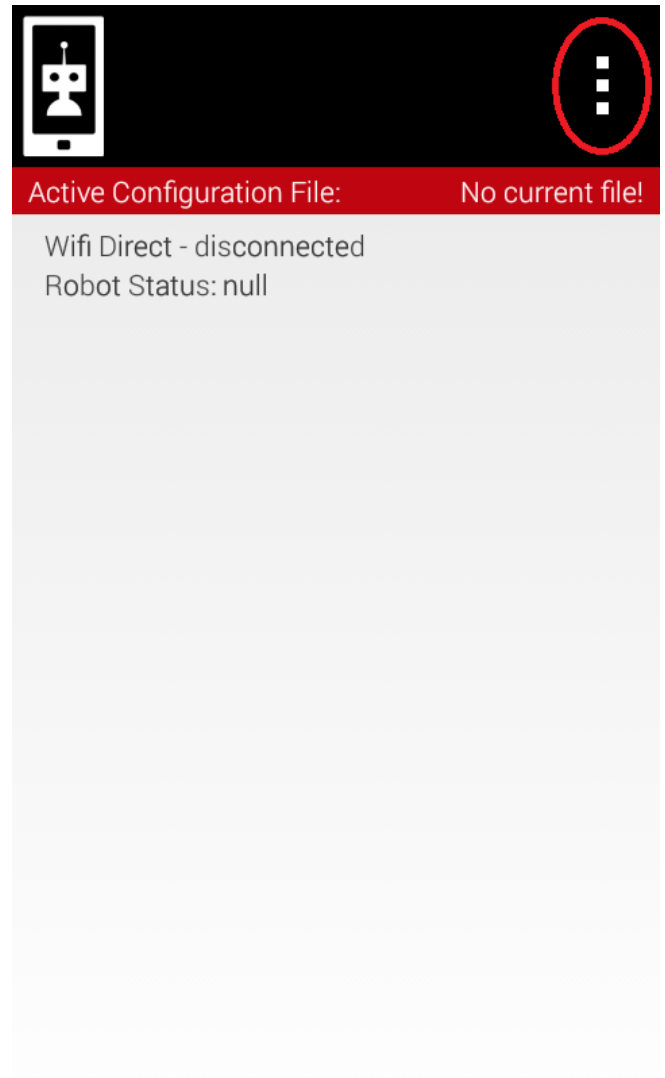 Active Configuration File: No current file!
Wifi Direct - disconnected
Robot Status: null